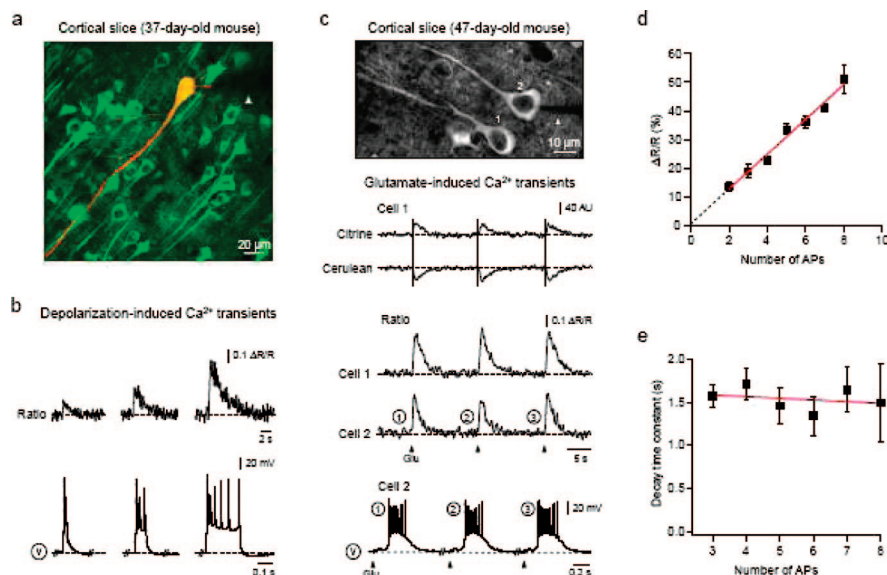 a
Cortical slice (37-day-old mouse)
20 µm
b
Depolarization-induced Ca²⁺ transients
0.1 ΔR/R
Ratio
2 s
20 mV
V
0.1 s
c
Cortical slice (47-day-old mouse)
2
1
10 µm
Glutamate-induced Ca²⁺ transients
Cell 1
40 AU
Citrine
Cerulean
Ratio
0.1 ΔR/R
Cell 1
Cell 2
1 2 3
Glu
5 s
Cell 2
20 mV
1 2 3
V
Glu
0.2 s
d
ΔR/R (%)
60
50
40
30
20
10
0
0 2 4 6 8 10
Number of APs
e
Decay time constant (s)
2.0
1.5
1.0
0.5
0.0
3 4 5 6 7 8
Number of APs